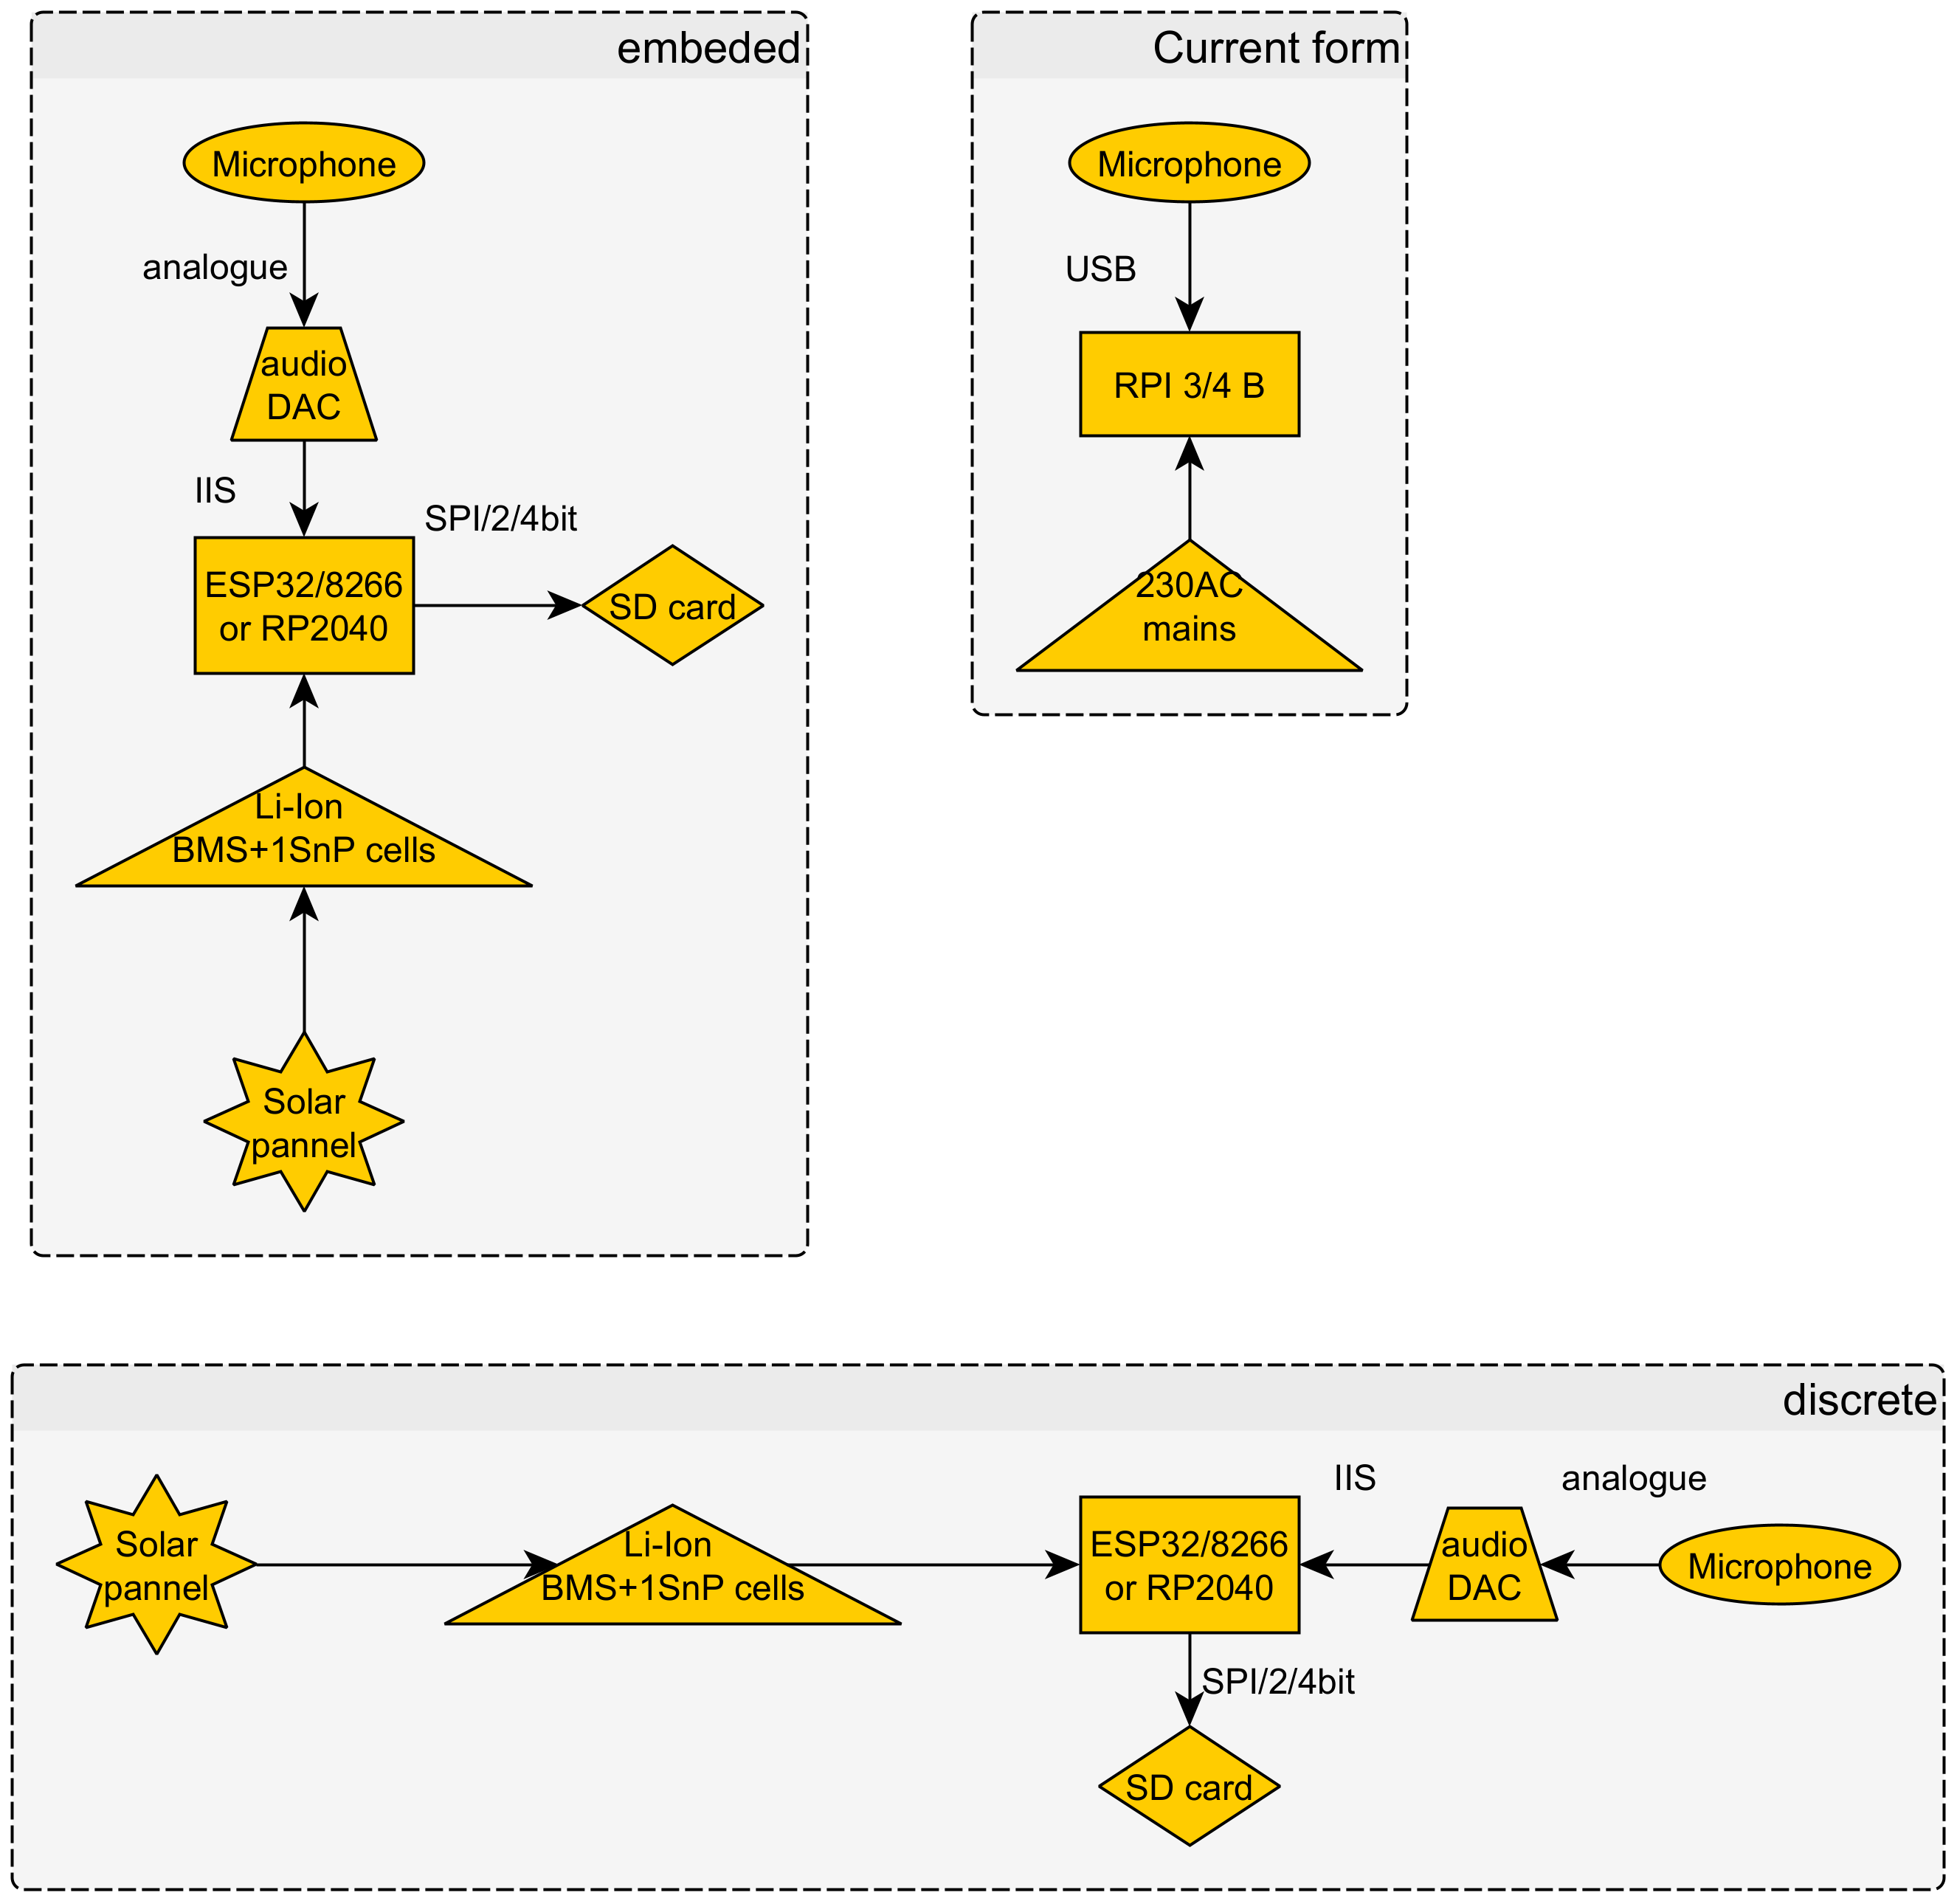 embeded
Microphone
analogue
audio
DAC
IIS
SPI/2/4bit
ESP32/8266
or RP2040
SD card
Li-Ion
BMS+1SnP cells
Solar
pannel
Current form
Microphone
USB
RPI 3/4 B
230AC
mains
discrete
Solar
pannel
Li-Ion
BMS+1SnP cells
ESP32/8266
or RP2040
IIS
audio
DAC
analogue
Microphone
SPI/2/4bit
SD card